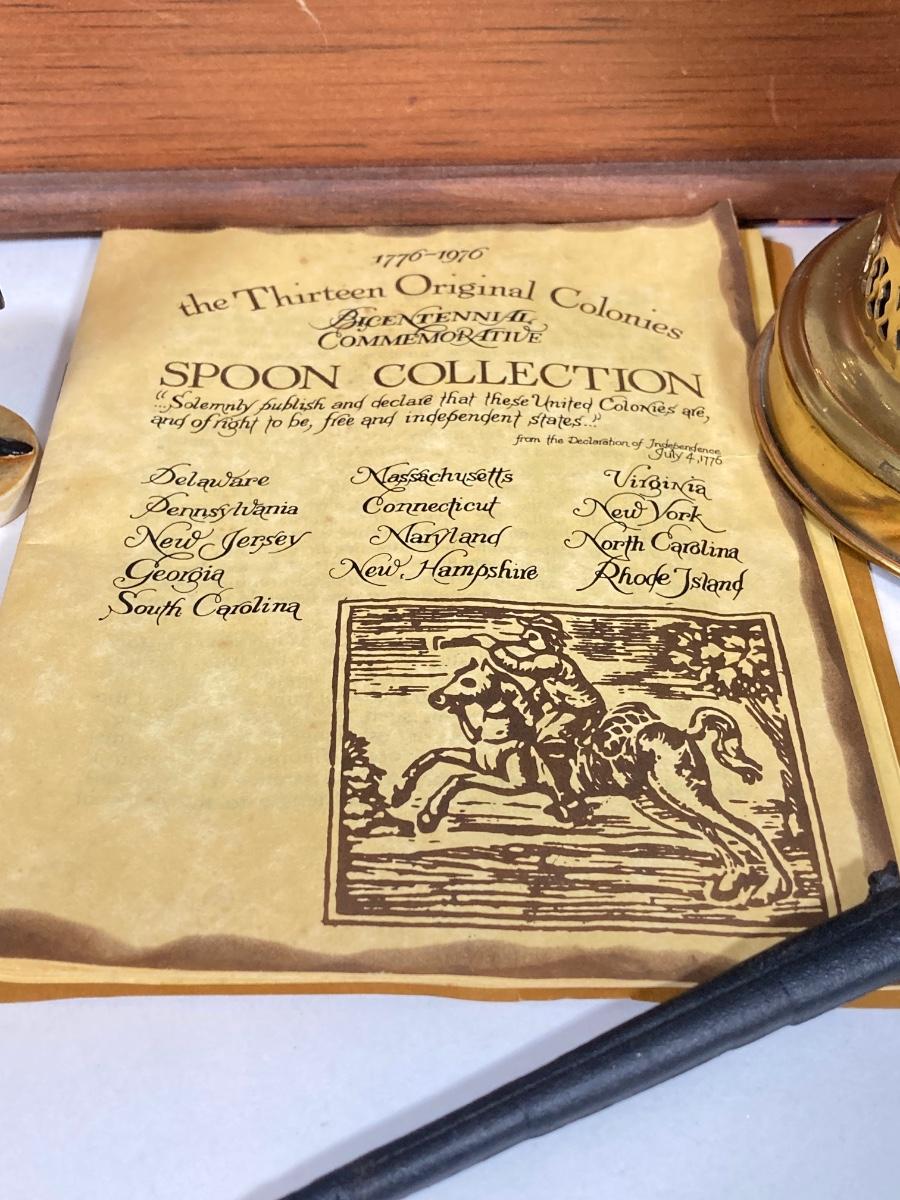 1776-1976
the Thirteen Original Colonies
BICENTENNIAL
COMMEMORATIVE
SPOON COLLECTION
"...Solemnly publish and declare that these United Colonies are,
and of right to be, free and independent states..."
from the Declaration of Independence
July 4, 1776
Delaware Massachusetts Virginia
Pennsylvania Connecticut New York
New Jersey Maryland North Carolina
Georgia New Hampshire Rhode Island
South Carolina